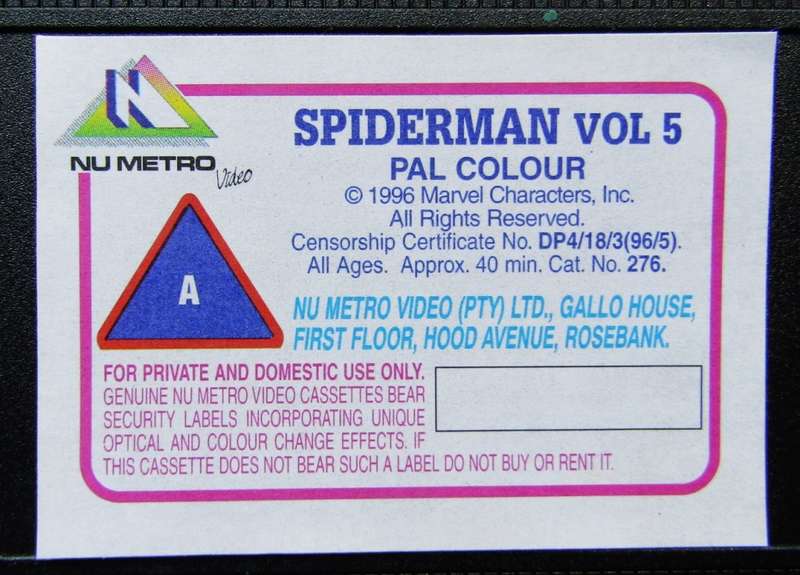 N
NU METRO
Video
SPIDERMAN VOL 5
PAL COLOUR
© 1996 Marvel Characters, Inc.
All Rights Reserved.
Censorship Certificate No. DP4/18/3(96/5).
All Ages. Approx. 40 min. Cat. No. 276.
A
NU METRO VIDEO (PTY) LTD., GALLO HOUSE,
FIRST FLOOR, HOOD AVENUE, ROSEBANK.
FOR PRIVATE AND DOMESTIC USE ONLY.
GENUINE NU METRO VIDEO CASSETTES BEAR
SECURITY LABELS INCORPORATING UNIQUE
OPTICAL AND COLOUR CHANGE EFFECTS. IF
THIS CASSETTE DOES NOT BEAR SUCH A LABEL DO NOT BUY OR RENT IT.